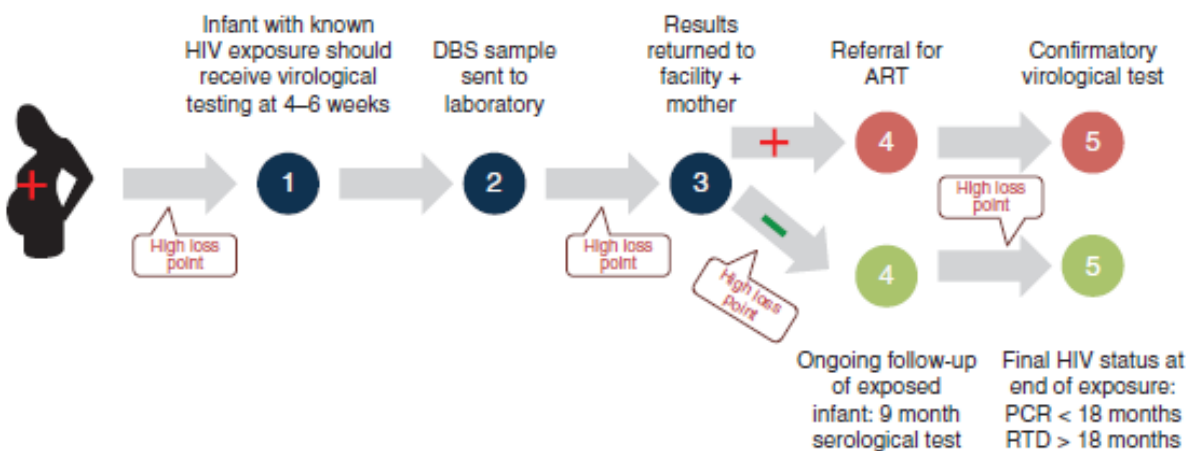 Infant with known
HIV exposure should
receive virological
testing at 4–6 weeks
DBS sample
sent to
laboratory
Results
returned to
facility +
mother
Referral for
ART
Confirmatory
virological test
+
1
2
3
+
4
5
High loss
point
High loss
point
High loss
point
–
High loss
point
4
5
Ongoing follow-up
of exposed
infant: 9 month
serological test
Final HIV status at
end of exposure:
PCR < 18 months
RTD > 18 months